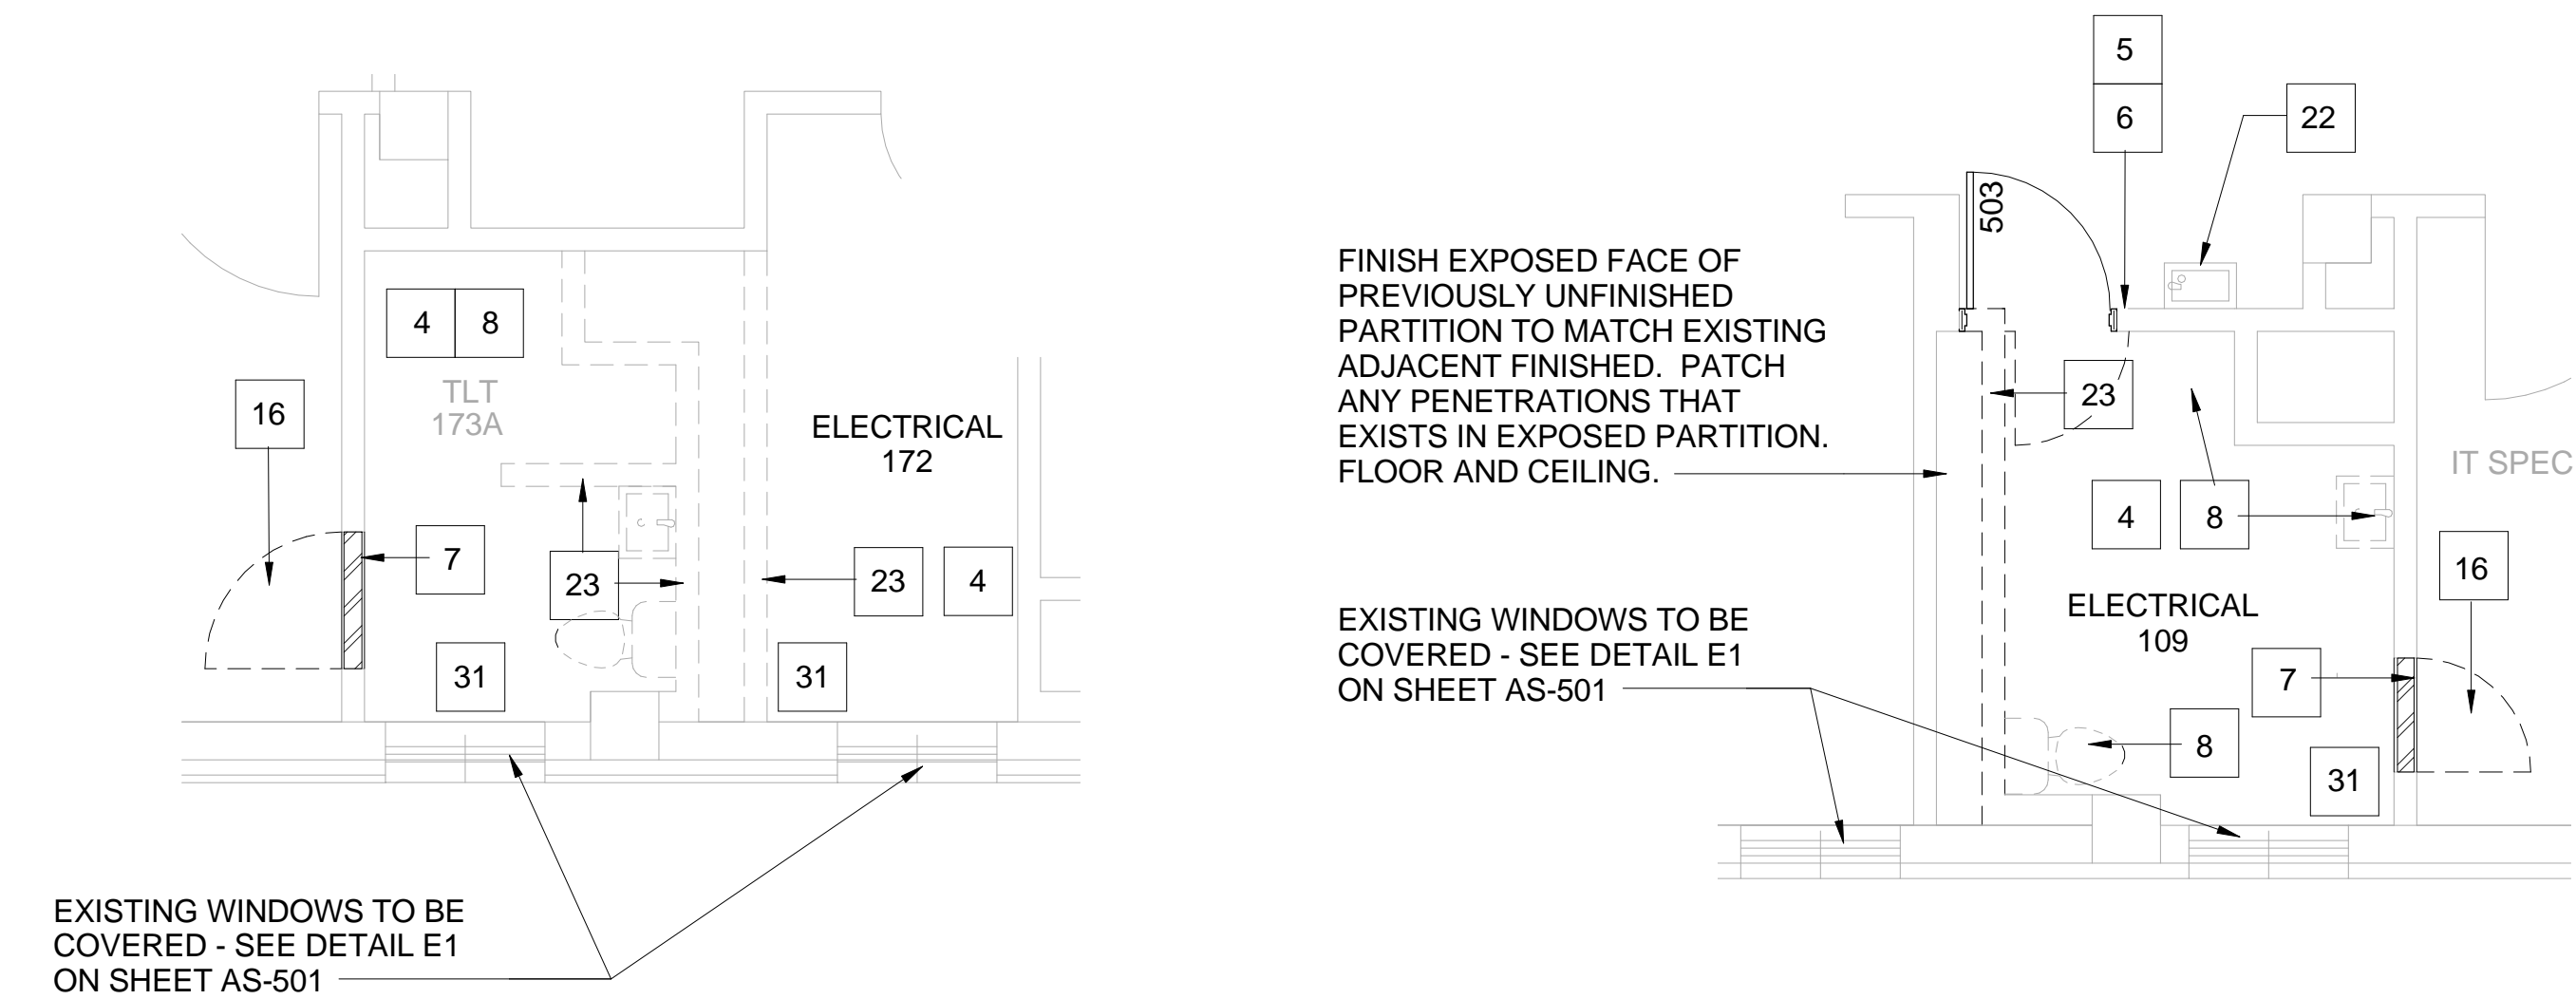 4 8
TLT
173A
16
7
ELECTRICAL
172
23
23
4
31
31
EXISTING WINDOWS TO BE
COVERED - SEE DETAIL E1
ON SHEET AS-501
5
6
22
503
FINISH EXPOSED FACE OF
PREVIOUSLY UNFINISHED
PARTITION TO MATCH EXISTING
ADJACENT FINISHED. PATCH
ANY PENETRATIONS THAT
EXISTS IN EXPOSED PARTITION.
FLOOR AND CEILING.
23
IT SPEC
4
8
16
ELECTRICAL
109
7
8
31
EXISTING WINDOWS TO BE
COVERED - SEE DETAIL E1
ON SHEET AS-501